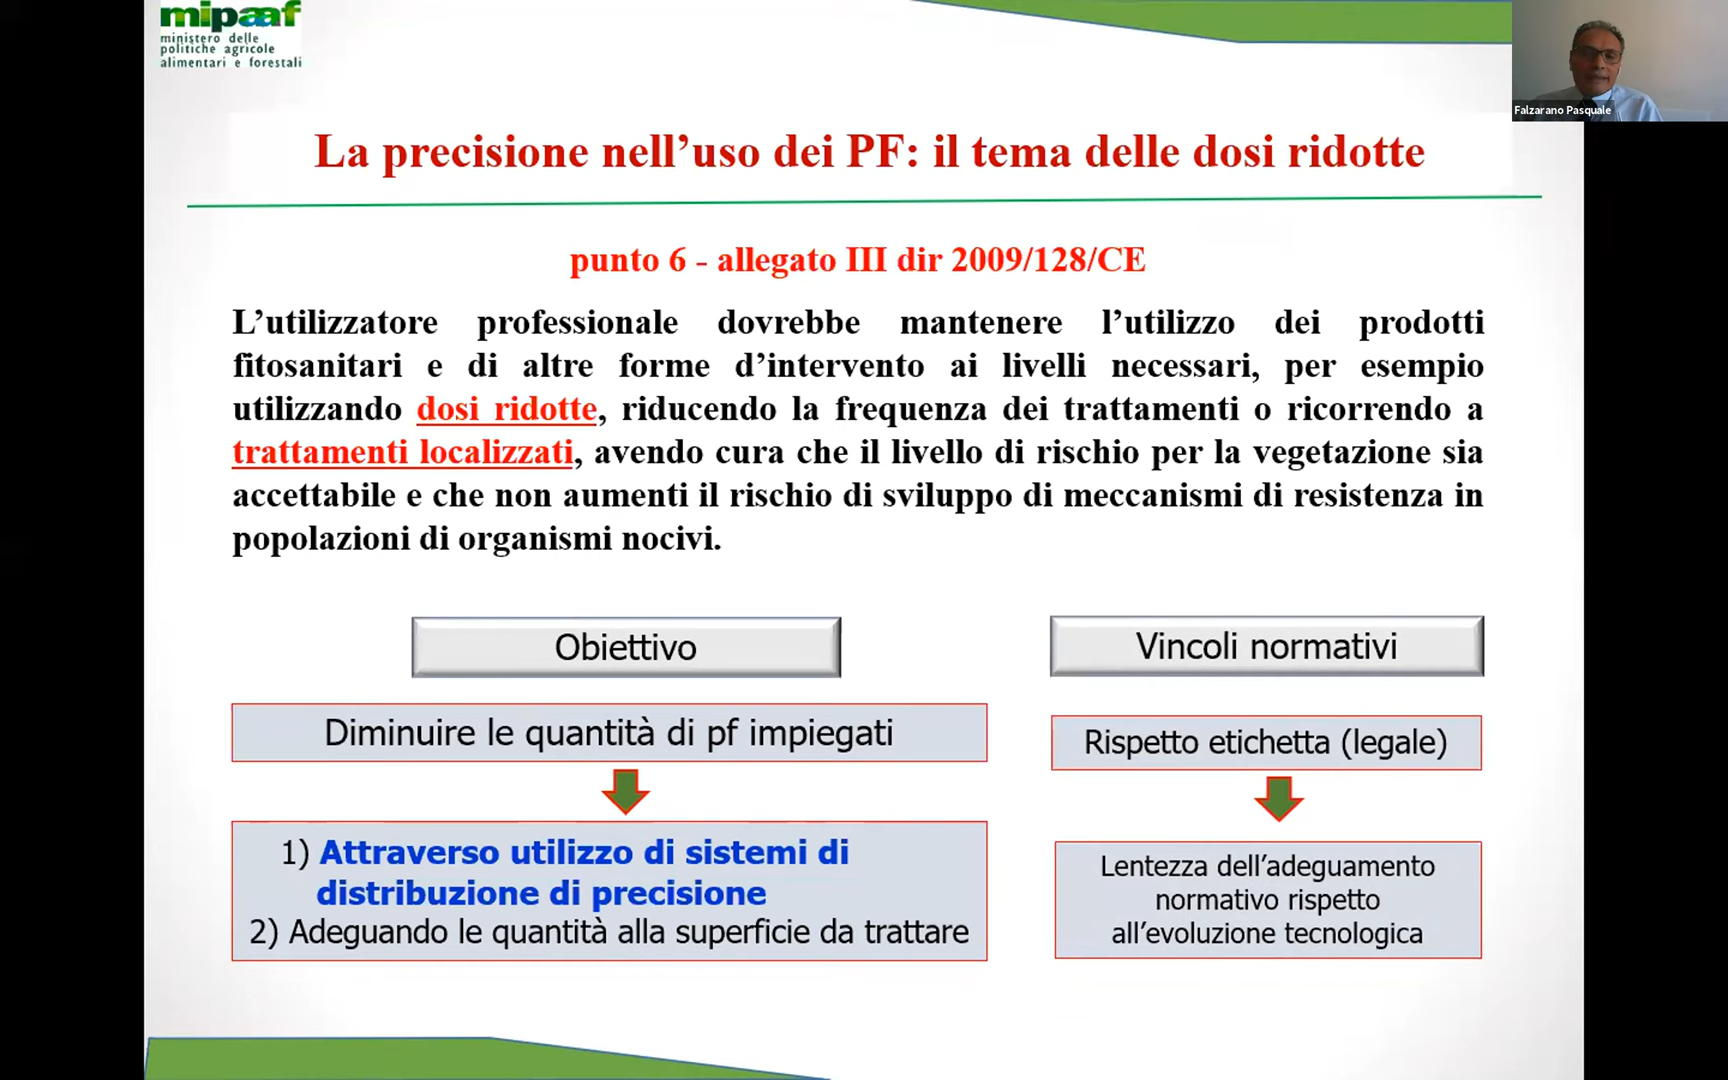 mipaaf
ministero delle
politiche agricole
alimentari e forestali
Falzarano Pasquale
La precisione nell’uso dei PF: il tema delle dosi ridotte
punto 6 - allegato III dir 2009/128/CE
L’utilizzatore professionale dovrebbe mantenere l’utilizzo dei prodotti
fitosanitari e di altre forme d’intervento ai livelli necessari, per esempio
utilizzando dosi ridotte, riducendo la frequenza dei trattamenti o ricorrendo a
trattamenti localizzati, avendo cura che il livello di rischio per la vegetazione sia
accettabile e che non aumenti il rischio di sviluppo di meccanismi di resistenza in
popolazioni di organismi nocivi.
Obiettivo
Diminuire le quantità di pf impiegati
1) Attraverso utilizzo di sistemi di
distribuzione di precisione
2) Adeguando le quantità alla superficie da trattare
Vincoli normativi
Rispetto etichetta (legale)
Lentezza dell’adeguamento
normativo rispetto
all’evoluzione tecnologica